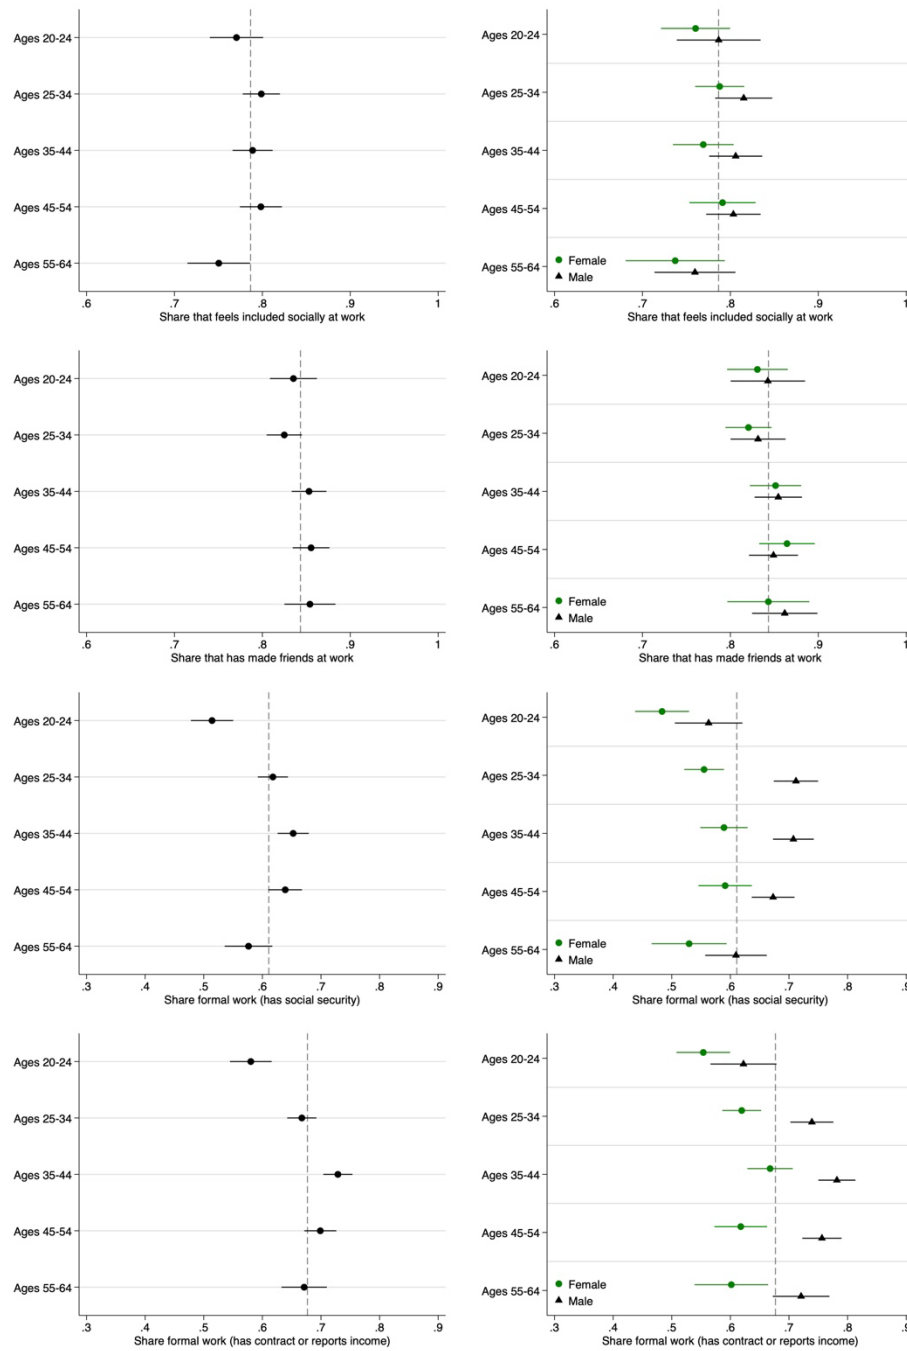 Ages 20-24
Ages 25-34
Ages 35-44
Ages 45-54
Ages 55-64
.6 .7 .8 .9 1
Share that feels included socially at work
Ages 20-24
Ages 25-34
Ages 35-44
Ages 45-54
Ages 55-64
Female
Male
.6 .7 .8 .9 1
Share that feels included socially at work
Ages 20-24
Ages 25-34
Ages 35-44
Ages 45-54
Ages 55-64
.6 .7 .8 .9 1
Share that has made friends at work
Ages 20-24
Ages 25-34
Ages 35-44
Ages 45-54
Ages 55-64
Female
Male
.6 .7 .8 .9 1
Share that has made friends at work
Ages 20-24
Ages 25-34
Ages 35-44
Ages 45-54
Ages 55-64
.3 .4 .5 .6 .7 .8 .9
Share formal work (has social security)
Ages 20-24
Ages 25-34
Ages 35-44
Ages 45-54
Ages 55-64
Female
Male
.3 .4 .5 .6 .7 .8 .9
Share formal work (has social security)
Ages 20-24
Ages 25-34
Ages 35-44
Ages 45-54
Ages 55-64
.3 .4 .5 .6 .7 .8 .9
Share formal work (has contract or reports income)
Ages 20-24
Ages 25-34
Ages 35-44
Ages 45-54
Ages 55-64
Female
Male
.3 .4 .5 .6 .7 .8 .9
Share formal work (has contract or reports income)